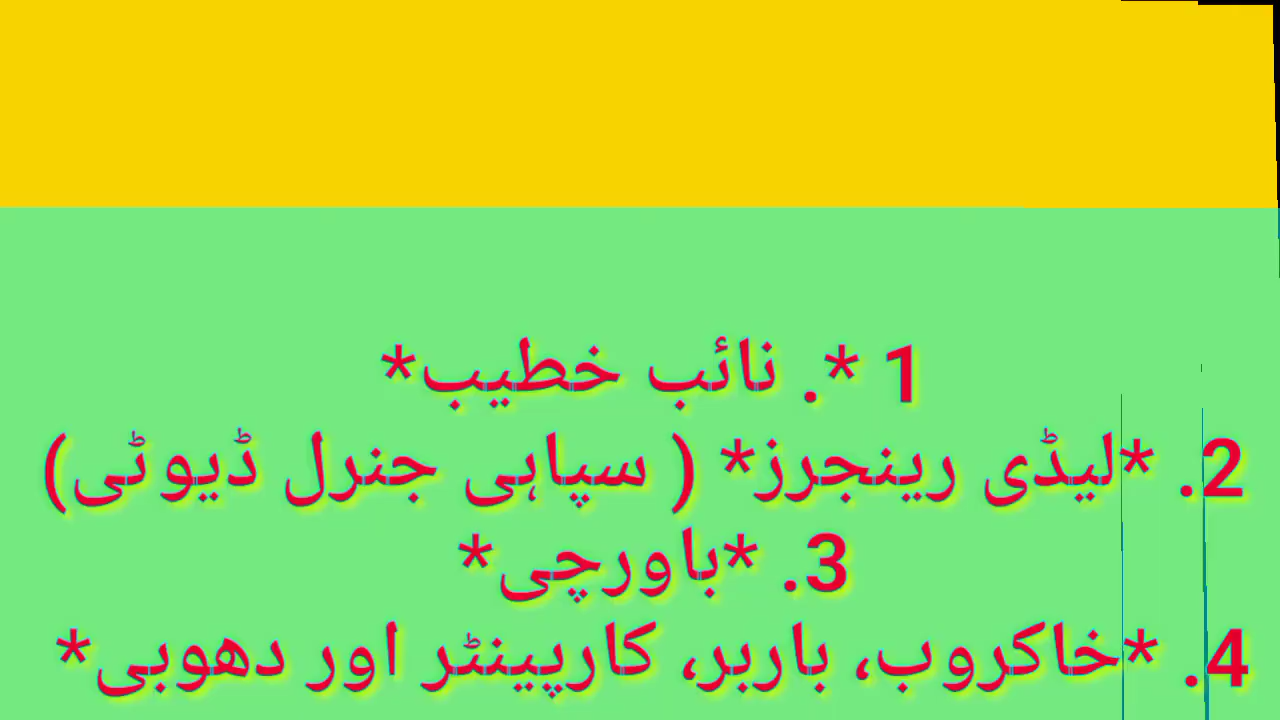 1 *. نائب خطیب*
2. *لیڈی رینجرز* ( سپاہی جنرل ڈیوٹی)
3. *باورچی*
4. *خاکروب، باربر، کارپینٹر اور دھوبی*